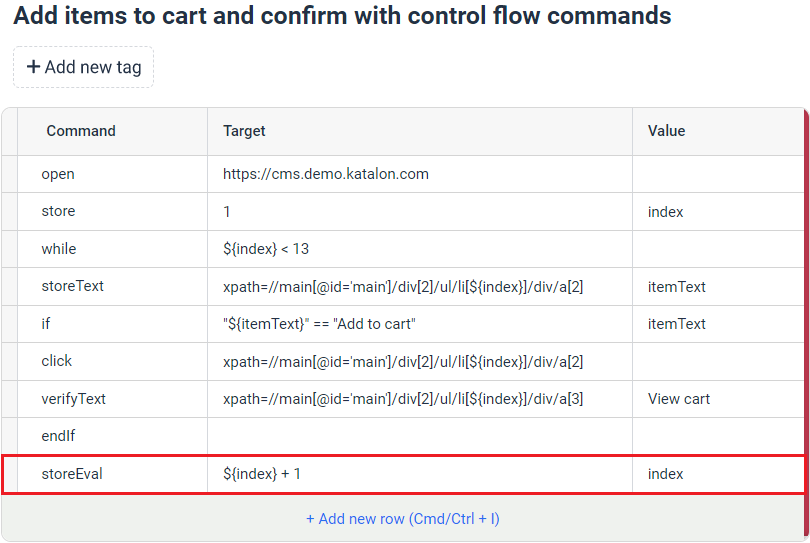 Add items to cart and confirm with control flow commands
+ Add new tag
Command Target Value
open https://cms.demo.katalon.com
store 1 index
while ${index} < 13
storeText xpath=//main[@id='main']/div[2]/ul/li[${index}]/div/a[2] itemText
if "${itemText}" == "Add to cart" itemText
click xpath=//main[@id='main']/div[2]/ul/li[${index}]/div/a[2]
verifyText xpath=//main[@id='main']/div[2]/ul/li[${index}]/div/a[3] View cart
endIf
storeEval ${index} + 1 index
+ Add new row (Cmd/Ctrl + I)